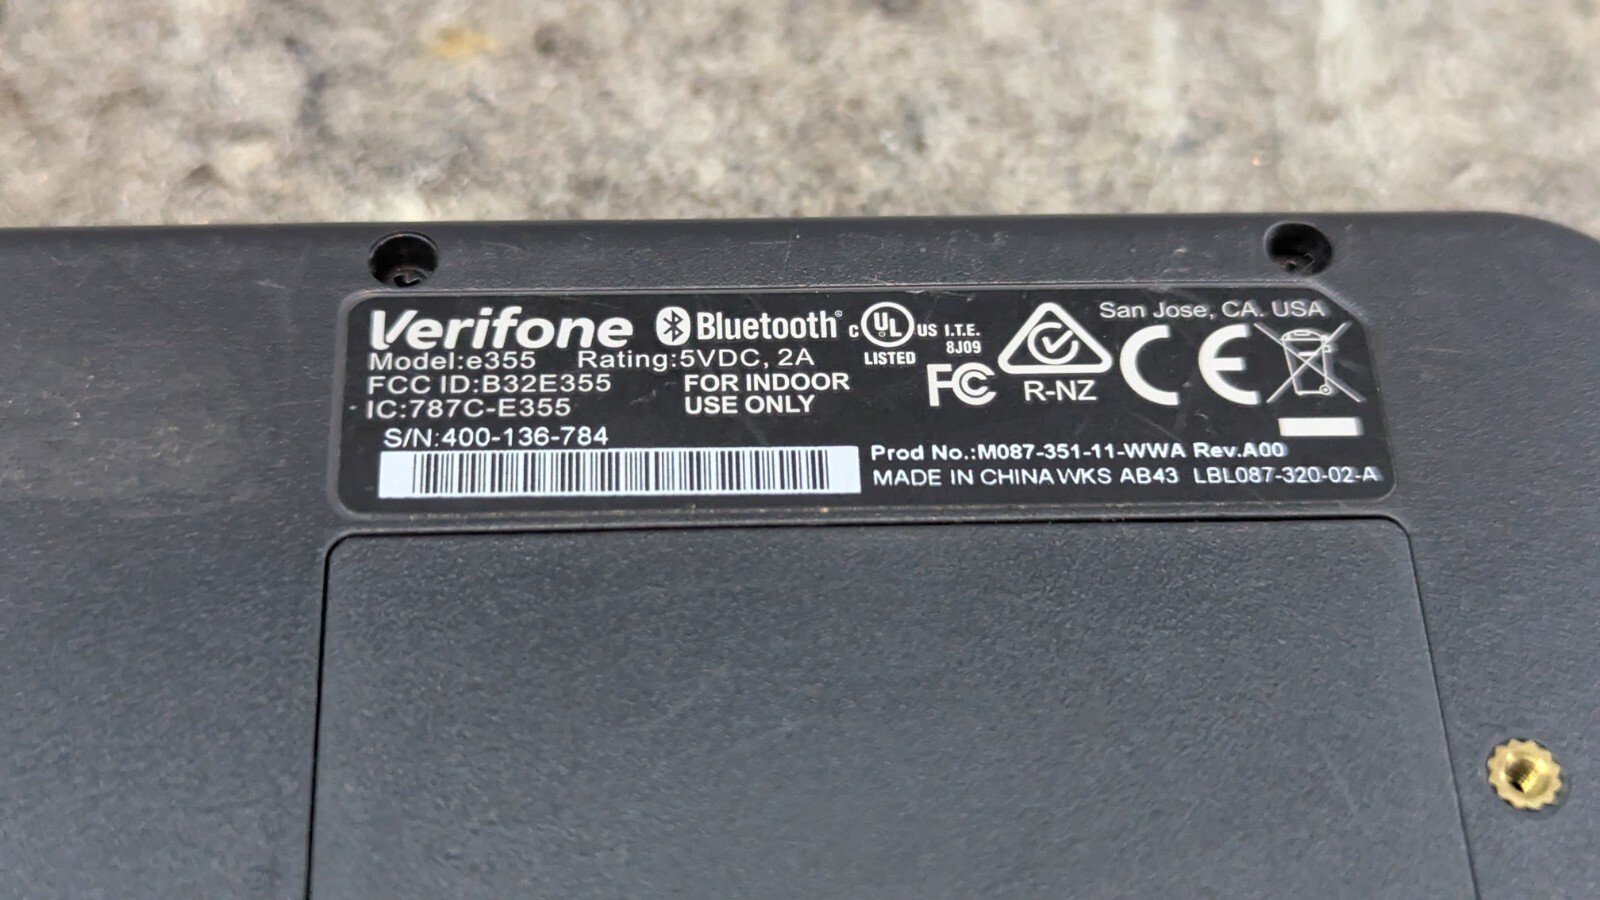 Verifone Bluetooth® c UL US I.T.E. San Jose, CA. USA
LISTED 8J09
Model:e355 Rating:5VDC, 2A
FCC ID:B32E355 FOR INDOOR FC R-NZ CE
IC:787C-E355 USE ONLY
S/N:400-136-784
Prod No.:M087-351-11-WWA Rev.A00
MADE IN CHINA WKS AB43 LBL087-320-02-A